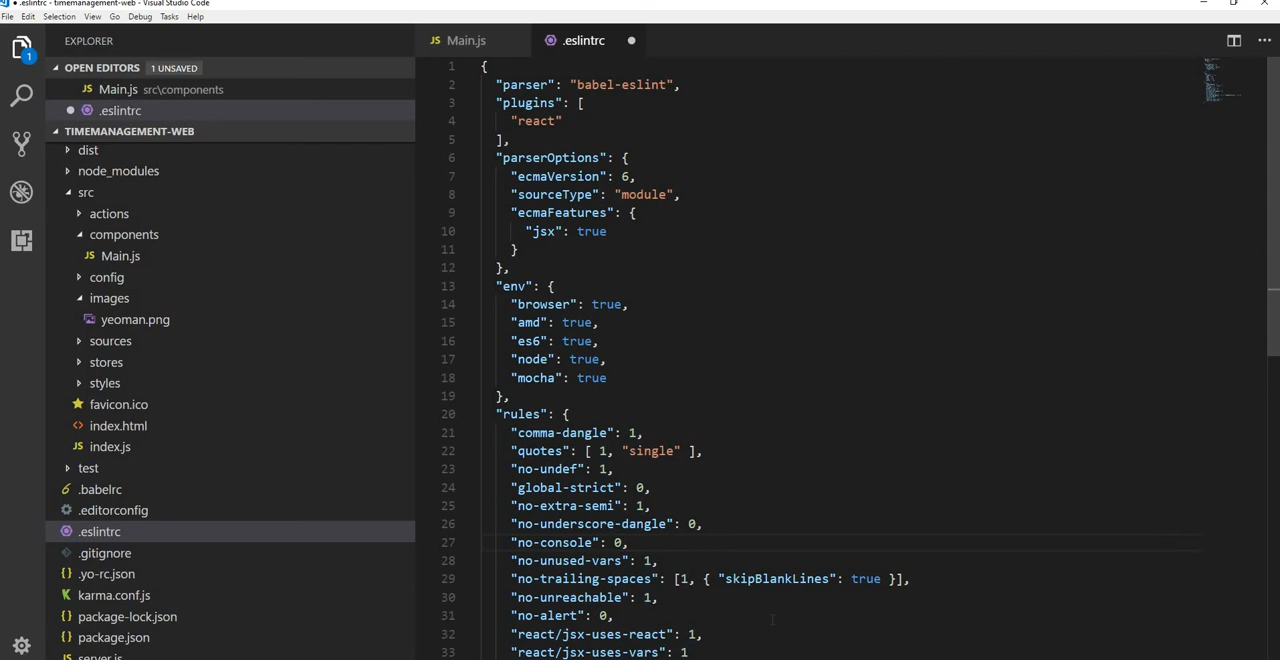 .eslintrc - timemanagement-web - Visual Studio Code
File Edit Selection View Go Debug Tasks Help
EXPLORER
OPEN EDITORS 1 UNSAVED
Main.js src\components
.eslintrc
TIMEMANAGEMENT-WEB
dist
node_modules
src
actions
components
JS Main.js
config
images
yeoman.png
sources
stores
styles
favicon.ico
<> index.html
JS index.js
test
6 .babelrc
.editorconfig
.eslintrc
.gitignore
{} .yo-rc.json
karma.conf.js
{} package-lock.json
{} package.json
server.js
1
JS Main.js .eslintrc
1 {
2 "parser": "babel-eslint",
3 "plugins": [
4 "react"
5 ],
6 "parserOptions": {
7 "ecmaVersion": 6,
8 "sourceType": "module",
9 "ecmaFeatures": {
10 "jsx": true
11 }
12 },
13 "env": {
14 "browser": true,
15 "amd": true,
16 "es6": true,
17 "node": true,
18 "mocha": true
19 },
20 "rules": {
21 "comma-dangle": 1,
22 "quotes": [ 1, "single" ],
23 "no-undef": 1,
24 "global-strict": 0,
25 "no-extra-semi": 1,
26 "no-underscore-dangle": 0,
27 "no-console": 0,
28 "no-unused-vars": 1,
29 "no-trailing-spaces": [1, { "skipBlankLines": true }],
30 "no-unreachable": 1,
31 "no-alert": 0,
32 "react/jsx-uses-react": 1,
33 "react/jsx-uses-vars": 1